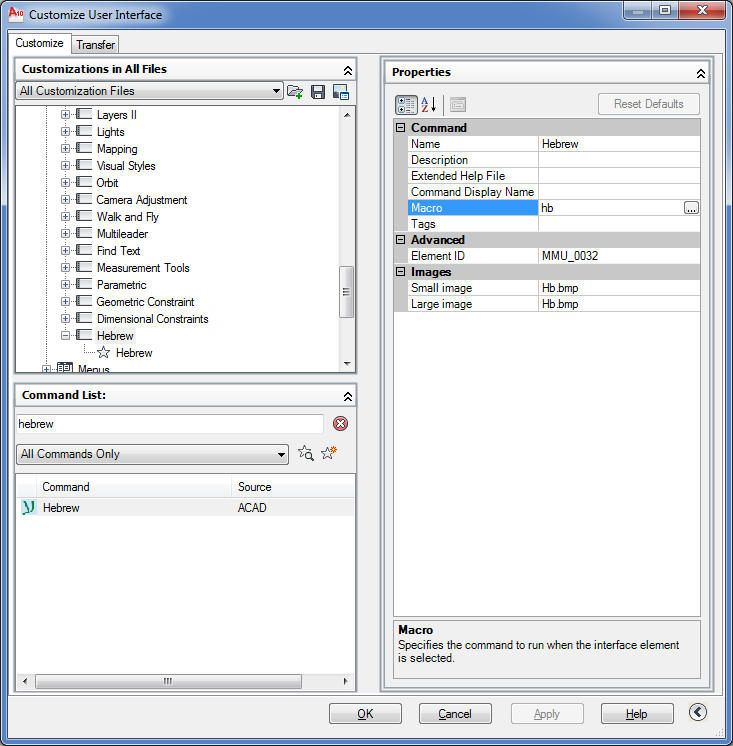 Customize User Interface
Customize
Transfer
Customizations in All Files
All Customization Files
Layers II
Lights
Mapping
Visual Styles
Orbit
Camera Adjustment
Walk and Fly
Multileader
Find Text
Measurement Tools
Parametric
Geometric Constraint
Dimensional Constraints
Hebrew
Hebrew
Menus
Command List:
hebrew
All Commands Only
Command Source
Hebrew ACAD
Properties
Reset Defaults
Command
Name Hebrew
Description
Extended Help File
Command Display Name
Macro hb ...
Tags
Advanced
Element ID MMU_0032
Images
Small image Hb.bmp
Large image Hb.bmp
Macro
Specifies the command to run when the interface element
is selected.
OK
Cancel
Apply
Help